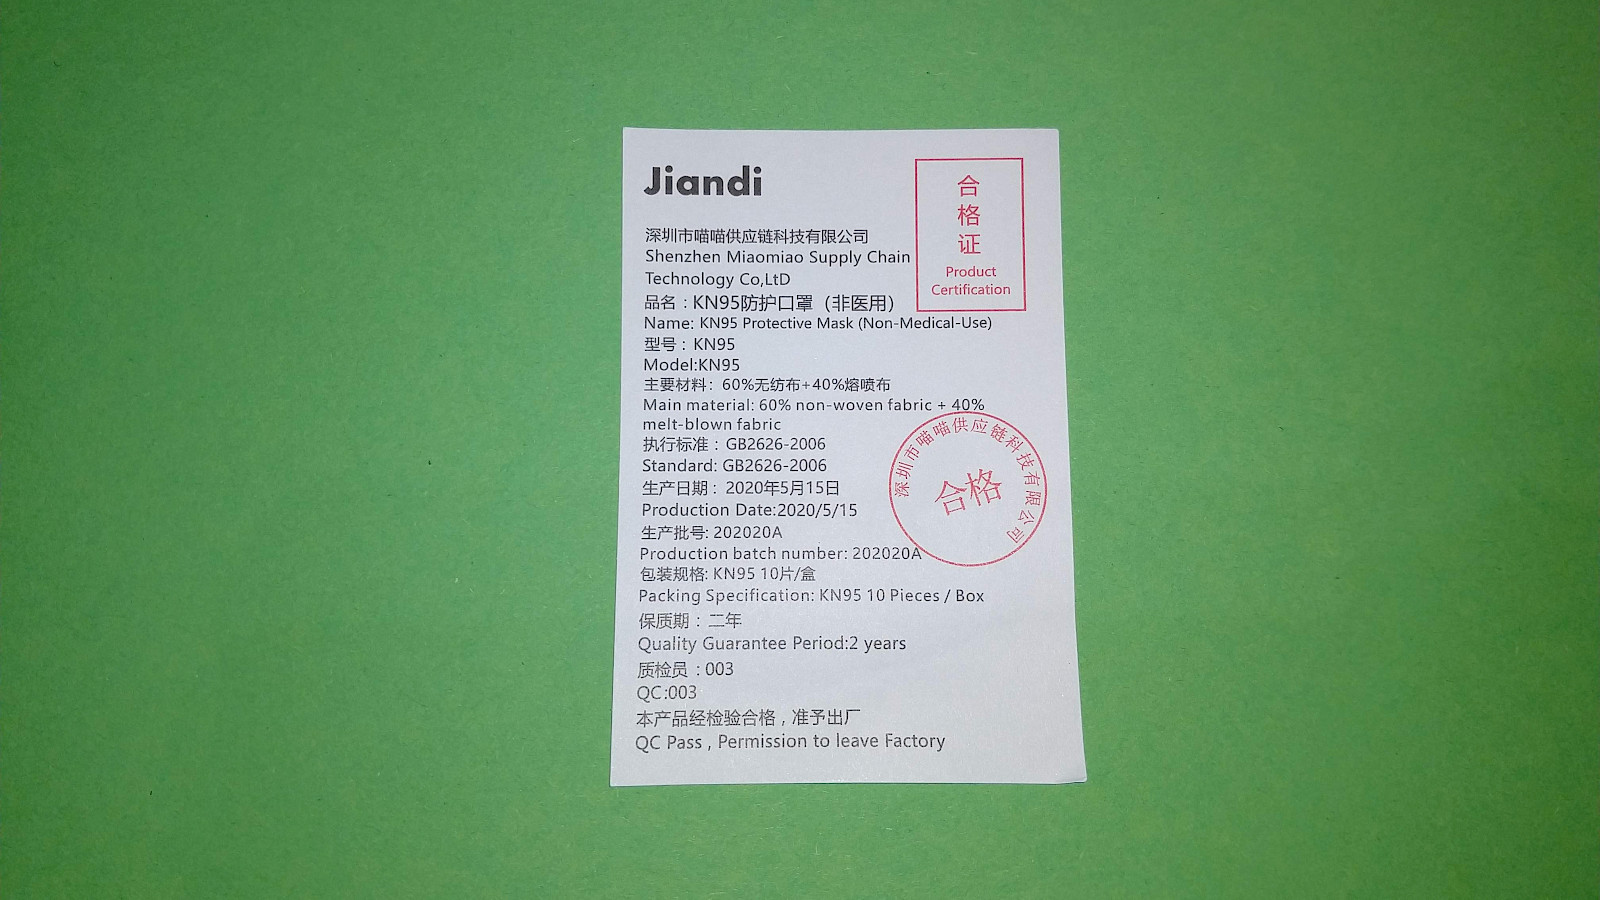 Jiandi
合
格
证
Product
Certification
深圳市喵喵供应链科技有限公司
Shenzhen Miaomiao Supply Chain
Technology Co,LtD
品名：KN95防护口罩（非医用）
Name: KN95 Protective Mask (Non-Medical-Use)
型号：KN95
Model:KN95
主要材料：60%无纺布+40%熔喷布
Main material: 60% non-woven fabric + 40%
melt-blown fabric
执行标准：GB2626-2006
Standard: GB2626-2006
生产日期：2020年5月15日
Production Date:2020/5/15
生产批号: 202020A
Production batch number: 202020A
包装规格: KN95 10片/盒
Packing Specification: KN95 10 Pieces / Box
保质期：二年
Quality Guarantee Period:2 years
质检员：003
QC:003
本产品经检验合格，准予出厂
QC Pass , Permission to leave Factory
深圳市喵喵供应链科技有限公司
合格